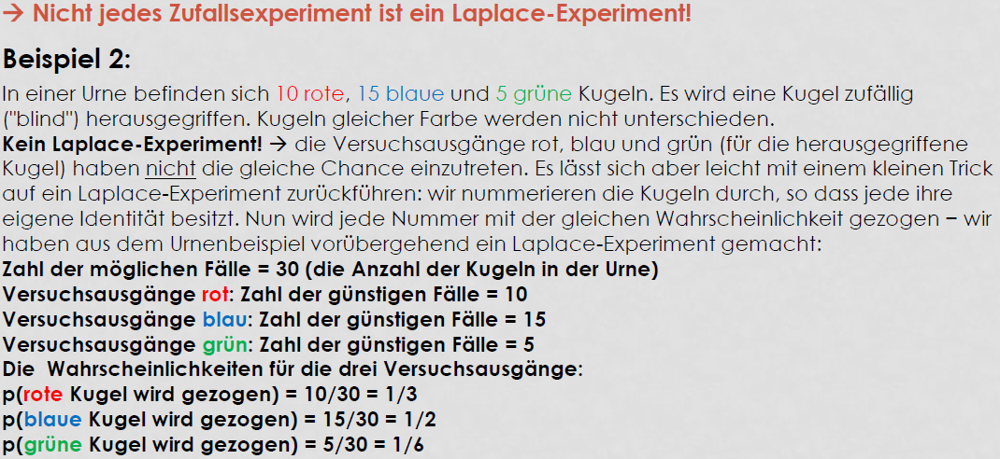 → Nicht jedes Zufallsexperiment ist ein Laplace-Experiment!
Beispiel 2:
In einer Urne befinden sich 10 rote, 15 blaue und 5 grüne Kugeln. Es wird eine Kugel zufällig
("blind") herausgegriffen. Kugeln gleicher Farbe werden nicht unterschieden.
Kein Laplace-Experiment! → die Versuchsausgänge rot, blau und grün (für die herausgegriffene
Kugel) haben nicht die gleiche Chance einzutreten. Es lässt sich aber leicht mit einem kleinen Trick
auf ein Laplace-Experiment zurückführen: wir nummerieren die Kugeln durch, so dass jede ihre
eigene Identität besitzt. Nun wird jede Nummer mit der gleichen Wahrscheinlichkeit gezogen − wir
haben aus dem Urnenbeispiel vorübergehend ein Laplace-Experiment gemacht:
Zahl der möglichen Fälle = 30 (die Anzahl der Kugeln in der Urne)
Versuchsausgänge rot: Zahl der günstigen Fälle = 10
Versuchsausgänge blau: Zahl der günstigen Fälle = 15
Versuchsausgänge grün: Zahl der günstigen Fälle = 5
Die  Wahrscheinlichkeiten für die drei Versuchsausgänge:
p(rote Kugel wird gezogen) = 10/30 = 1/3
p(blaue Kugel wird gezogen) = 15/30 = 1/2
p(grüne Kugel wird gezogen) = 5/30 = 1/6